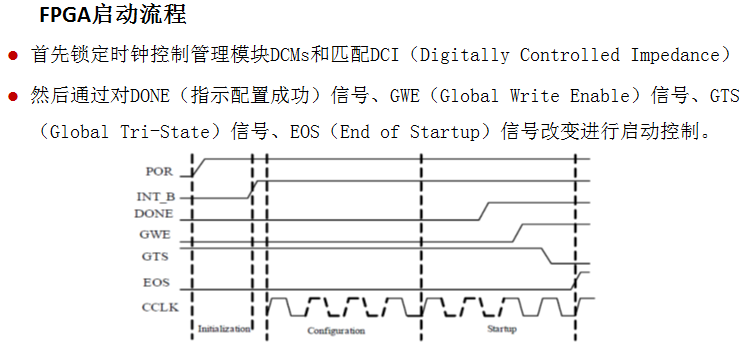 FPGA启动流程
首先锁定时钟控制管理模块DCMs和匹配DCI（Digitally Controlled Impedance）
然后通过对DONE（指示配置成功）信号、GWE（Global Write Enable）信号、GTS
（Global Tri-State）信号、EOS（End of Startup）信号改变进行启动控制。
POR
INT_B
DONE
GWE
GTS
EOS
CCLK
Initialization
Configuration
Startup